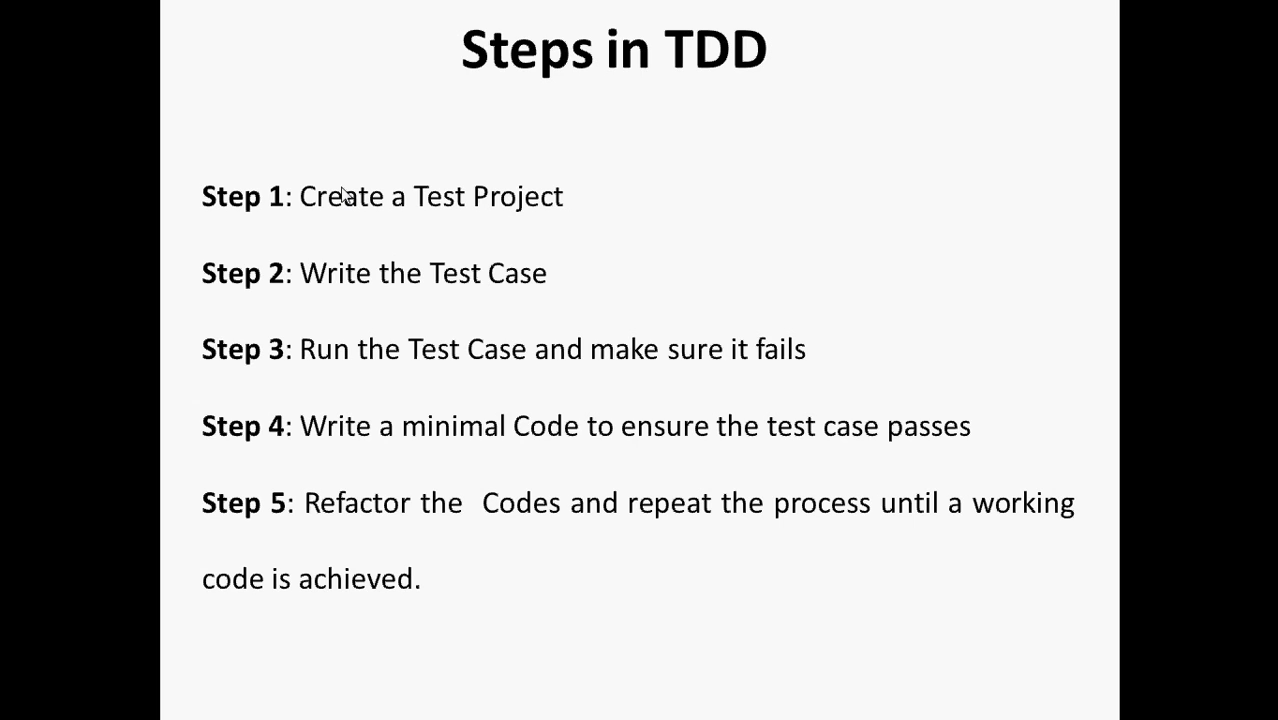 Steps in TDD
Step 1: Create a Test Project
Step 2: Write the Test Case
Step 3: Run the Test Case and make sure it fails
Step 4: Write a minimal Code to ensure the test case passes
Step 5: Refactor the  Codes and repeat the process until a working
code is achieved.